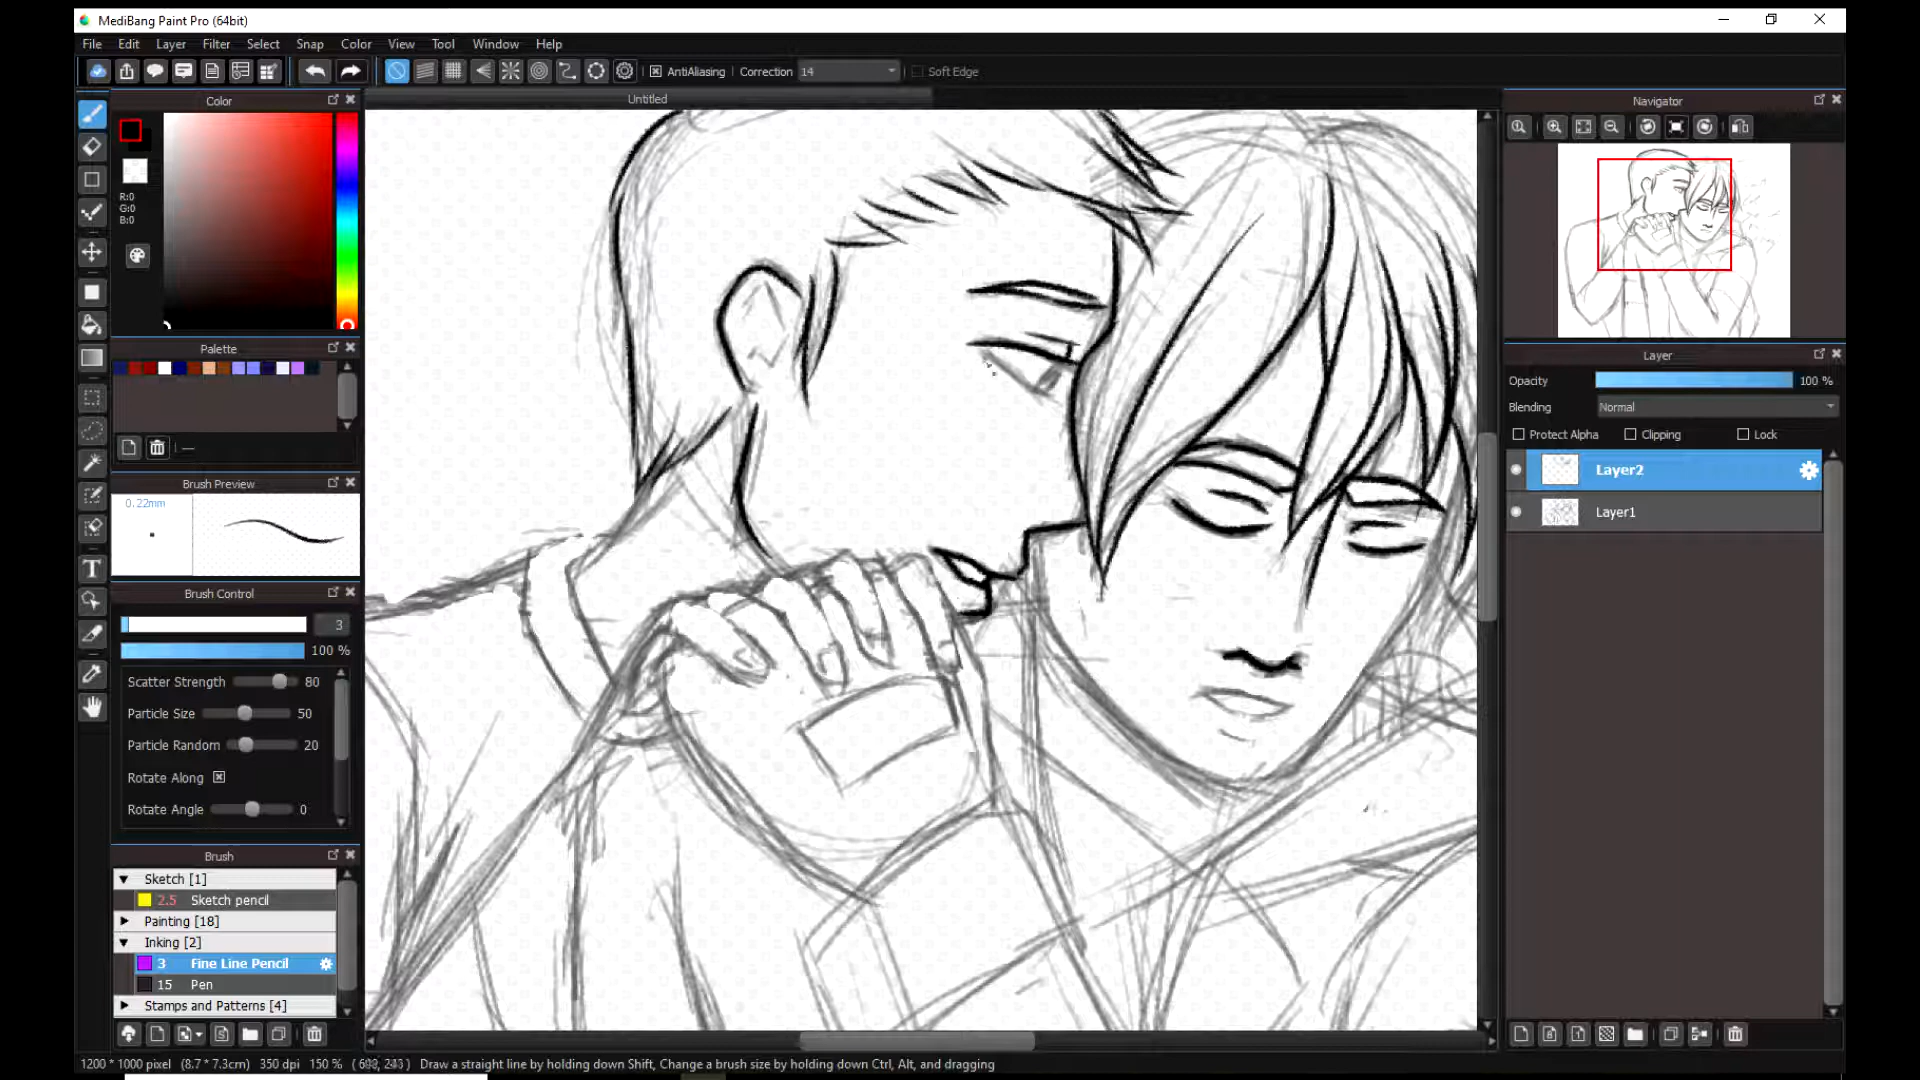 MediBang Paint Pro (64bit)
File Edit Layer Filter Select Snap Color View Tool Window Help
AntiAliasing Correction 14 Soft Edge
Color
Untitled
Navigator
R:0
G:0
B:0
Palette
Layer
Opacity 100 %
Blending Normal
Protect Alpha Clipping Lock
Layer2
Layer1
Brush Preview
0.22mm
Brush Control
3
100 %
Scatter Strength 80
Particle Size 50
Particle Random 20
Rotate Along
Rotate Angle 0
Brush
Sketch [1]
2.5 Sketch pencil
Painting [18]
Inking [2]
3 Fine Line Pencil
15 Pen
Stamps and Patterns [4]
1200 * 1000 pixel (8.7 * 7.3cm) 350 dpi 150 % Draw a straight line by holding down Shift, Change a brush size by holding down Ctrl, Alt, and dragging